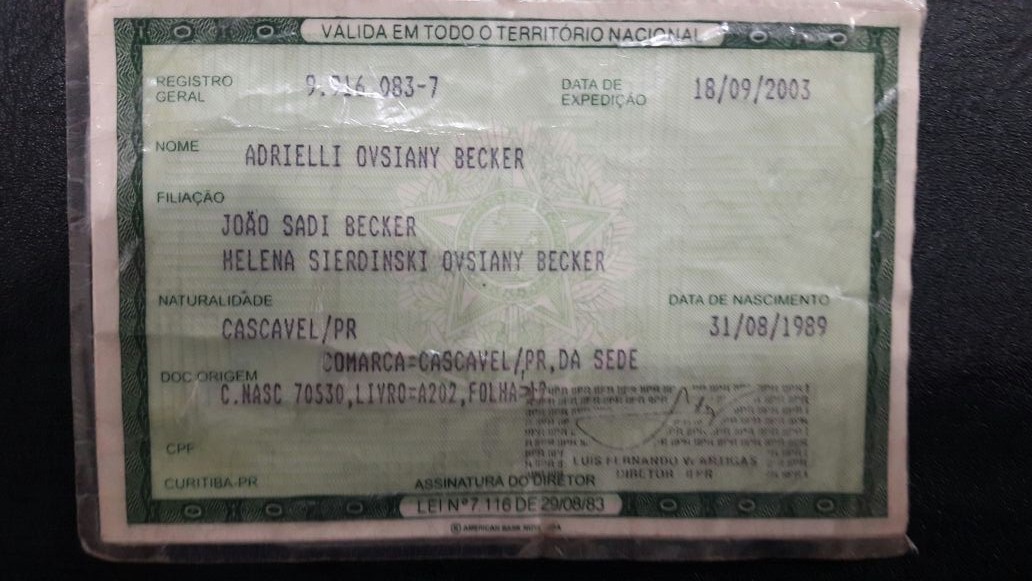 VÁLIDA EM TODO O TERRITÓRIO NACIONAL
REGISTRO GERAL 9.916.083-7 DATA DE EXPEDIÇÃO 18/09/2003
NOME ADRIELLI OVSIANY BECKER
FILIAÇÃO
JOÃO SADI BECKER
HELENA SIERDINSKI OVSIANY BECKER
NATURALIDADE DATA DE NASCIMENTO
CASCAVEL/PR 31/08/1989
COMARCA=CASCAVEL/PR,DA SEDE
DOC ORIGEM
C.NASC 70530,LIVRO=A202,FOLHA=
CPF
LUIS FERNANDO V. ARTIGAS
DIRETOR IIPR
CURITIBA-PR ASSINATURA DO DIRETOR
LEI Nº 7.116 DE 29/08/83
AMERICAN BANK NOTE